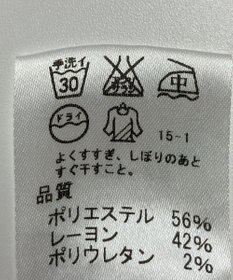 手洗イ
30
エンソ
サラシ
中
ドライ
15-1
よくすすぎ、しぼりのあと
すぐ干すこと。
品質
ポリエステル 56%
レーヨン 42%
ポリウレタン 2%